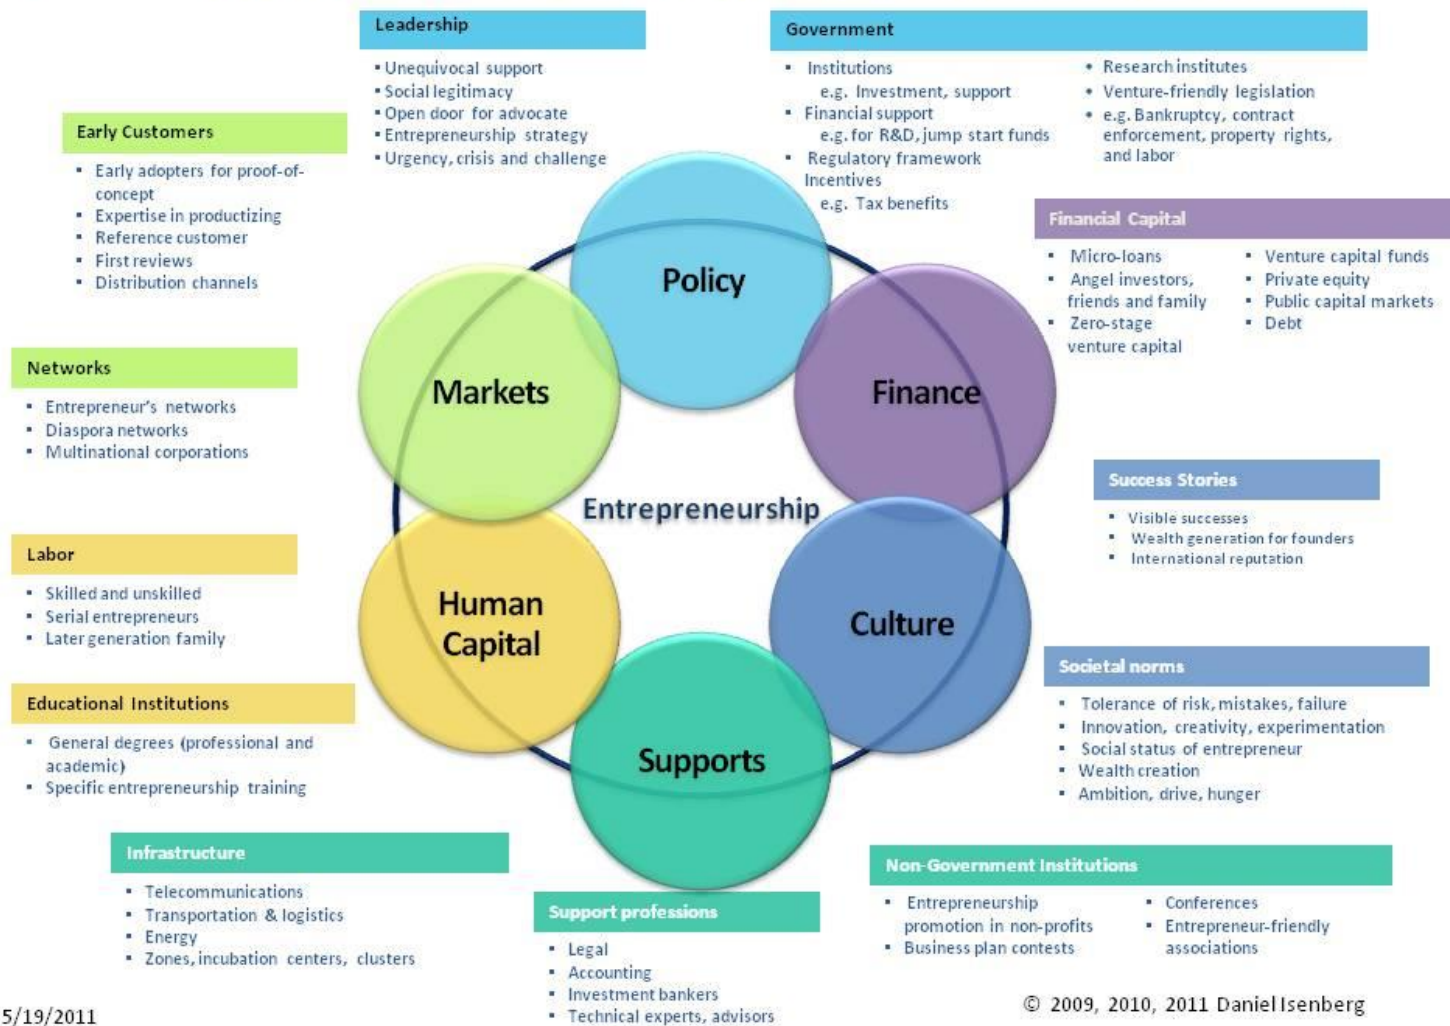 Leadership
▪ Unequivocal support
▪ Social legitimacy
▪ Open door for advocate
▪ Entrepreneurship strategy
▪ Urgency, crisis and challenge
Government
▪ Institutions
e.g. Investment, support
▪ Financial support
e.g. for R&D, jump start funds
▪ Regulatory framework
Incentives
e.g. Tax benefits
• Research institutes
• Venture-friendly legislation
• e.g. Bankruptcy, contract
enforcement, property rights,
and labor
Early Customers
▪ Early adopters for proof-of-
concept
▪ Expertise in productizing
▪ Reference customer
▪ First reviews
▪ Distribution channels
Financial Capital
▪ Micro-loans
▪ Angel investors,
friends and family
▪ Zero-stage
venture capital
▪ Venture capital funds
▪ Private equity
▪ Public capital markets
▪ Debt
Networks
▪ Entrepreneur's networks
▪ Diaspora networks
▪ Multinational corporations
Policy
Markets
Finance
Entrepreneurship
Human
Capital
Culture
Supports
Success Stories
▪ Visible successes
▪ Wealth generation for founders
▪ International reputation
Labor
▪ Skilled and unskilled
▪ Serial entrepreneurs
▪ Later generation family
Societal norms
▪ Tolerance of risk, mistakes, failure
▪ Innovation, creativity, experimentation
▪ Social status of entrepreneur
▪ Wealth creation
▪ Ambition, drive, hunger
Educational Institutions
▪ General degrees (professional and
academic)
▪ Specific entrepreneurship training
Infrastructure
▪ Telecommunications
▪ Transportation & logistics
▪ Energy
▪ Zones, incubation centers, clusters
Support professions
▪ Legal
▪ Accounting
▪ Investment bankers
▪ Technical experts, advisors
Non-Government Institutions
▪ Entrepreneurship
promotion in non-profits
▪ Business plan contests
▪ Conferences
▪ Entrepreneur-friendly
associations
5/19/2011
© 2009, 2010, 2011 Daniel Isenberg